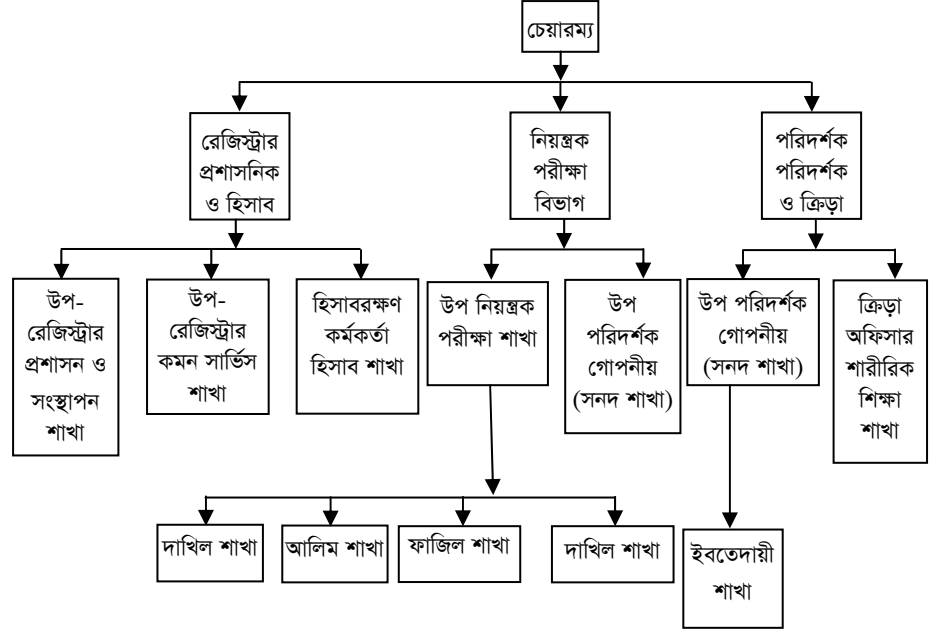 চেয়ারম্য
রেজিস্ট্রার
প্রশাসনিক
ও হিসাব
নিয়ন্ত্রক
পরীক্ষা
বিভাগ
পরিদর্শক
পরিদর্শক
ও ক্রিড়া
উপ-
রেজিস্ট্রার
প্রশাসন ও
সংস্থাপন
শাখা
উপ-
রেজিস্ট্রার
কমন সার্ভিস
শাখা
হিসাবরক্ষণ
কর্মকর্তা
হিসাব শাখা
উপ নিয়ন্ত্রক
পরীক্ষা শাখা
উপ
পরিদর্শক
গোপনীয়
(সনদ শাখা)
উপ পরিদর্শক
গোপনীয়
(সনদ শাখা)
ক্রিড়া
অফিসার
শারীরিক
শিক্ষা
শাখা
দাখিল শাখা
আলিম শাখা
ফাজিল শাখা
দাখিল শাখা
ইবতেদায়ী
শাখা